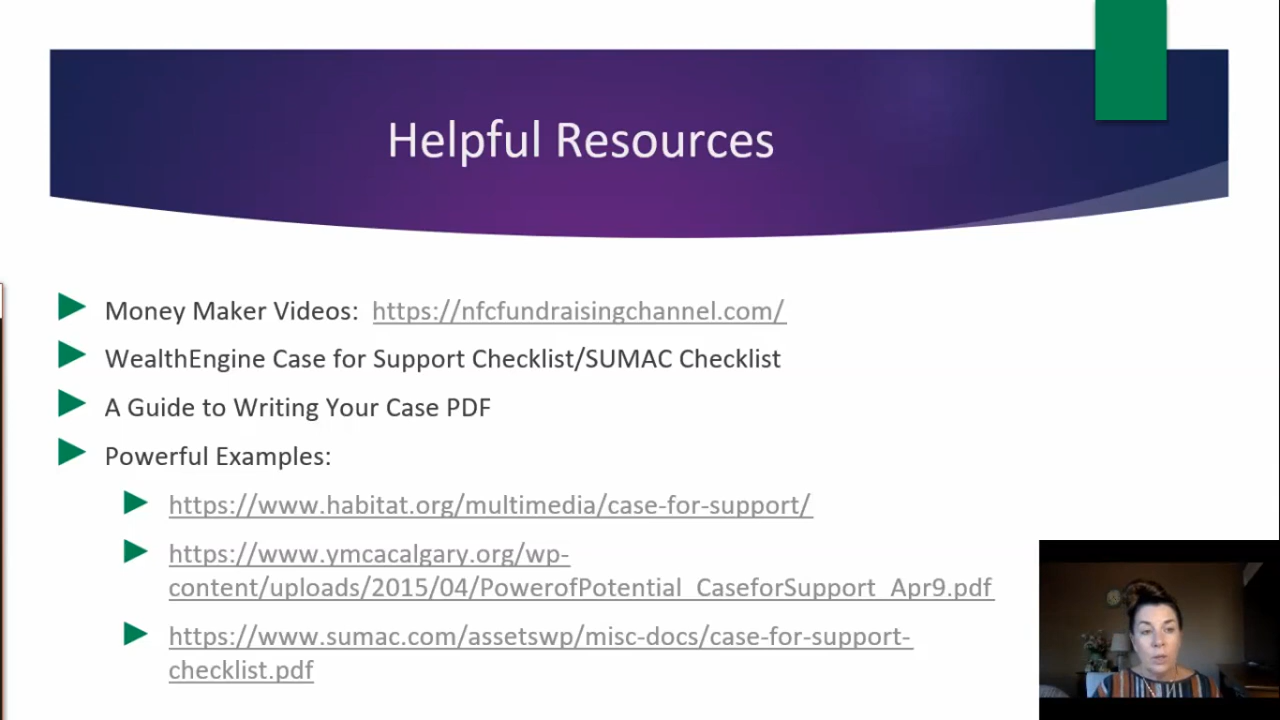 Helpful Resources
Money Maker Videos: https://nfcfundraisingchannel.com/
WealthEngine Case for Support Checklist/SUMAC Checklist
A Guide to Writing Your Case PDF
Powerful Examples:
https://www.habitat.org/multimedia/case-for-support/
https://www.ymcacalgary.org/wp-
content/uploads/2015/04/PowerofPotential_CaseforSupport_Apr9.pdf
https://www.sumac.com/assetswp/misc-docs/case-for-support-
checklist.pdf